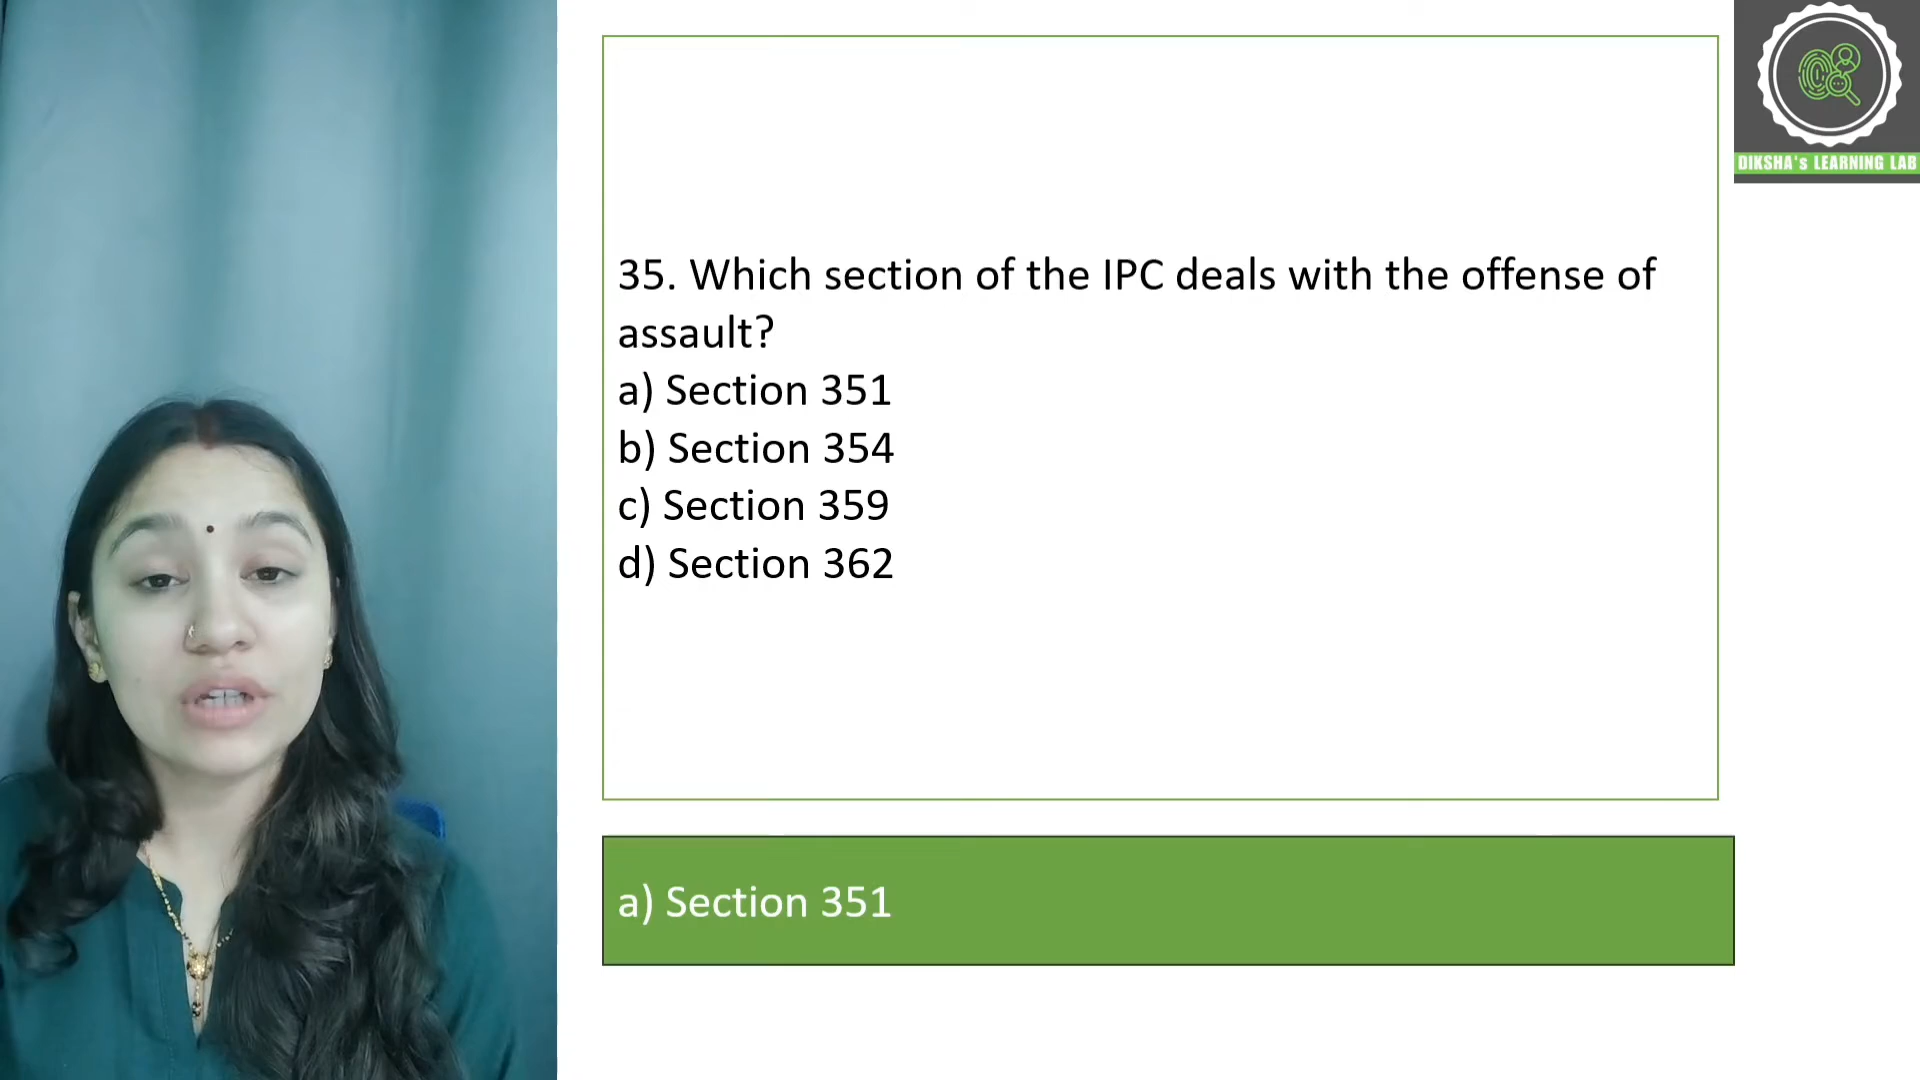 DIKSHA's LEARNING LAB
35. Which section of the IPC deals with the offense of
assault?
a) Section 351
b) Section 354
c) Section 359
d) Section 362
a) Section 351